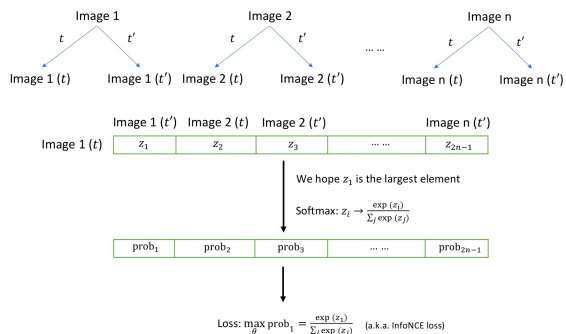 Image 1 Image 2 Image n
t t′ t t′ … … t t′
Image 1 (t) Image 1 (t′) Image 2 (t) Image 2 (t′) Image n (t) Image n (t′)
Image 1 (t′) Image 2 (t) Image 2 (t′) Image n (t′)
Image 1 (t) z₁ z₂ z₃ … … z₂ₙ₋₁
We hope z₁ is the largest element
Softmax: zᵢ → exp (zᵢ) / ∑ⱼ exp (zⱼ)
prob₁ prob₂ prob₃ … … prob₂ₙ₋₁
Loss: max_θ prob₁ = exp (z₁) / ∑ⱼ exp (zⱼ) (a.k.a. InfoNCE loss)